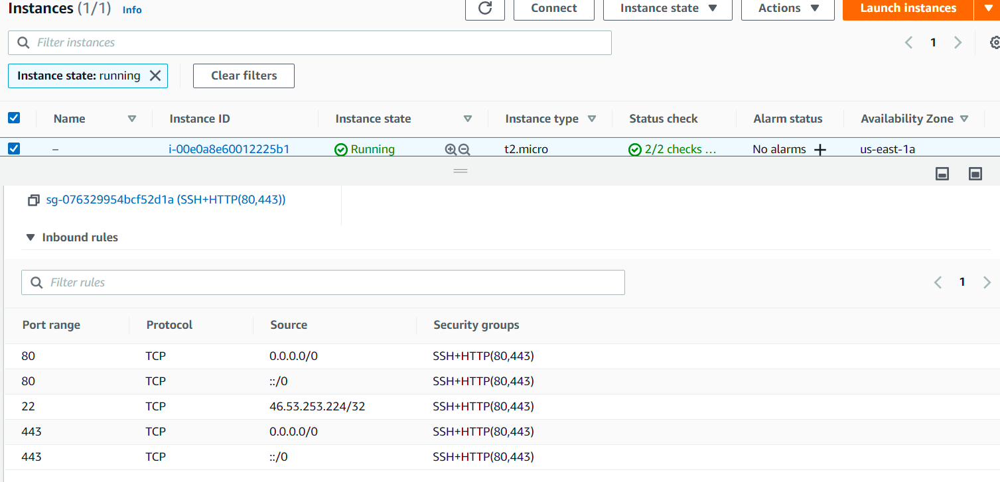 Instances (1/1) Info Connect Instance state Actions Launch instances
Filter instances 1
Instance state: running Clear filters
Name Instance ID Instance state Instance type Status check Alarm status Availability Zone
– i-00e0a8e60012225b1 Running t2.micro 2/2 checks ... No alarms + us-east-1a
sg-076329954bcf52d1a (SSH+HTTP(80,443))
Inbound rules
Filter rules 1
Port range Protocol Source Security groups
80 TCP 0.0.0.0/0 SSH+HTTP(80,443)
80 TCP ::/0 SSH+HTTP(80,443)
22 TCP 46.53.253.224/32 SSH+HTTP(80,443)
443 TCP 0.0.0.0/0 SSH+HTTP(80,443)
443 TCP ::/0 SSH+HTTP(80,443)